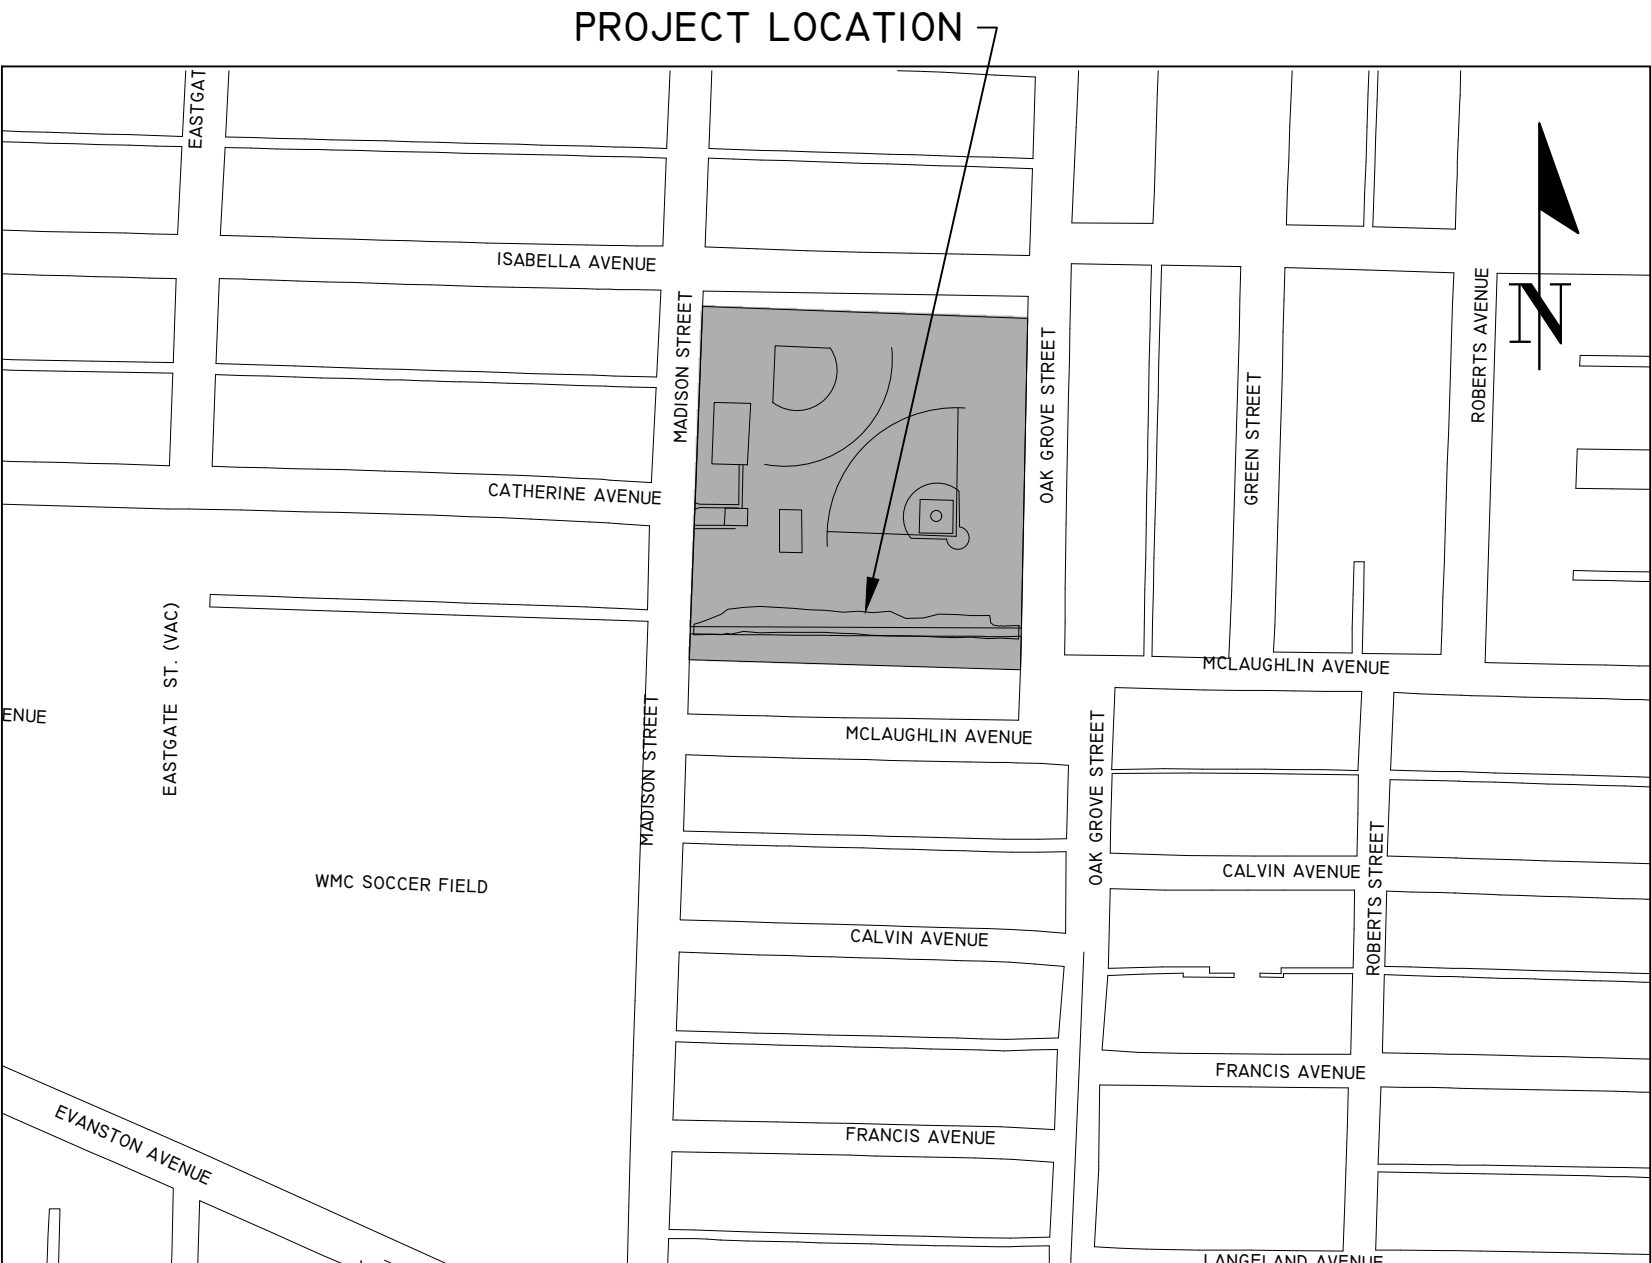 PROJECT LOCATION
EASTGAT
N
ISABELLA AVENUE
MADISON STREET
OAK GROVE STREET
GREEN STREET
ROBERTS AVENUE
CATHERINE AVENUE
EASTGATE ST. (VAC)
MCLAUGHLIN AVENUE
ENUE
MADISON STREET
MCLAUGHLIN AVENUE
OAK GROVE STREET
WMC SOCCER FIELD
CALVIN AVENUE
ROBERTS STREET
CALVIN AVENUE
FRANCIS AVENUE
EVANSTON AVENUE
FRANCIS AVENUE
LANGELAND AVENUE